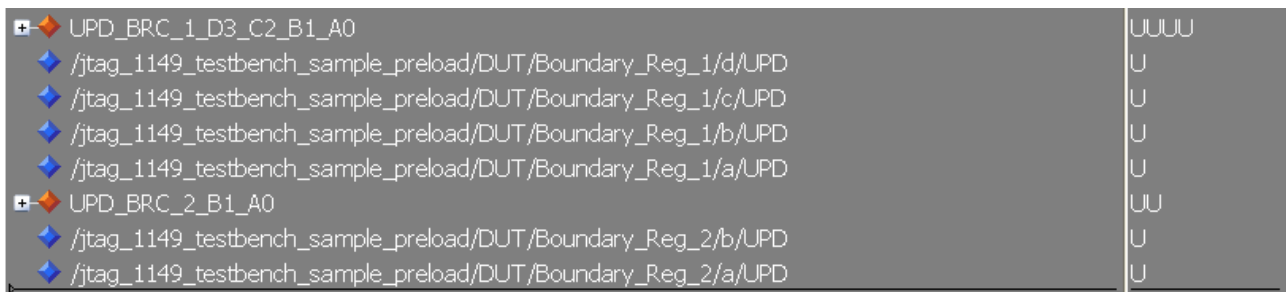 UPD_BRC_1_D3_C2_B1_A0 UUUU
/jtag_1149_testbench_sample_preload/DUT/Boundary_Reg_1/d/UPD U
/jtag_1149_testbench_sample_preload/DUT/Boundary_Reg_1/c/UPD U
/jtag_1149_testbench_sample_preload/DUT/Boundary_Reg_1/b/UPD U
/jtag_1149_testbench_sample_preload/DUT/Boundary_Reg_1/a/UPD U
UPD_BRC_2_B1_A0 UU
/jtag_1149_testbench_sample_preload/DUT/Boundary_Reg_2/b/UPD U
/jtag_1149_testbench_sample_preload/DUT/Boundary_Reg_2/a/UPD U